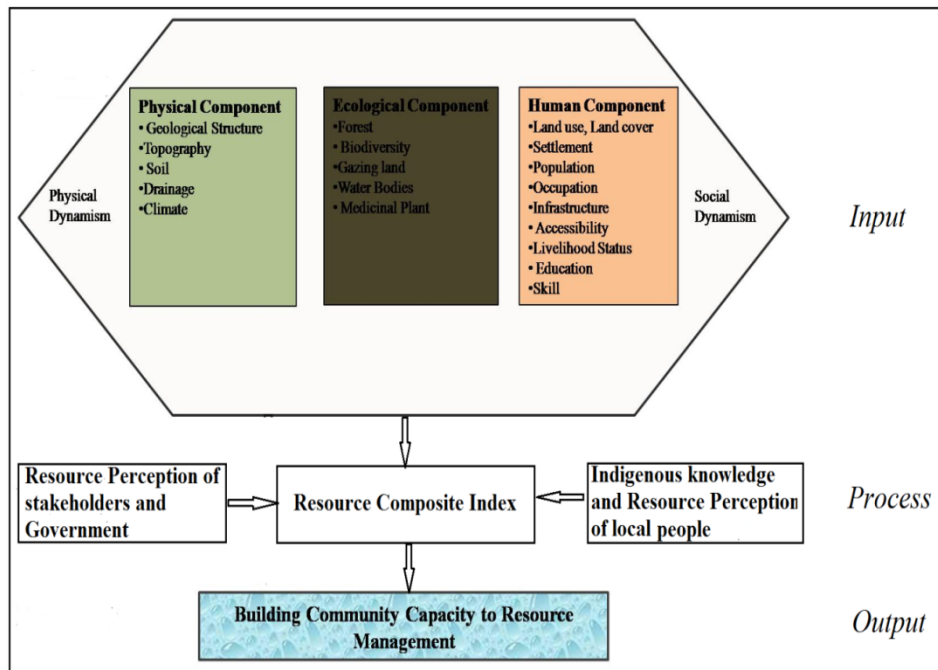 Physical Component
• Geological Structure
•Topography
• Soil
•Drainage
•Climate
Ecological Component
•Forest
• Biodiversity
•Gazing land
•Water Bodies
• Medicinal Plant
Human Component
•Land use, Land cover
•Settlement
•Population
•Occupation
•Infrastructure
• Accessibility
•Livelihood Status
• Education
•Skill
Physical
Dynamism
Social
Dynamism
Input
Resource Perception of
stakeholders and
Government
Resource Composite Index
Indigenous knowledge
and Resource Perception
of local people
Process
Building Community Capacity to Resource
Management
Output